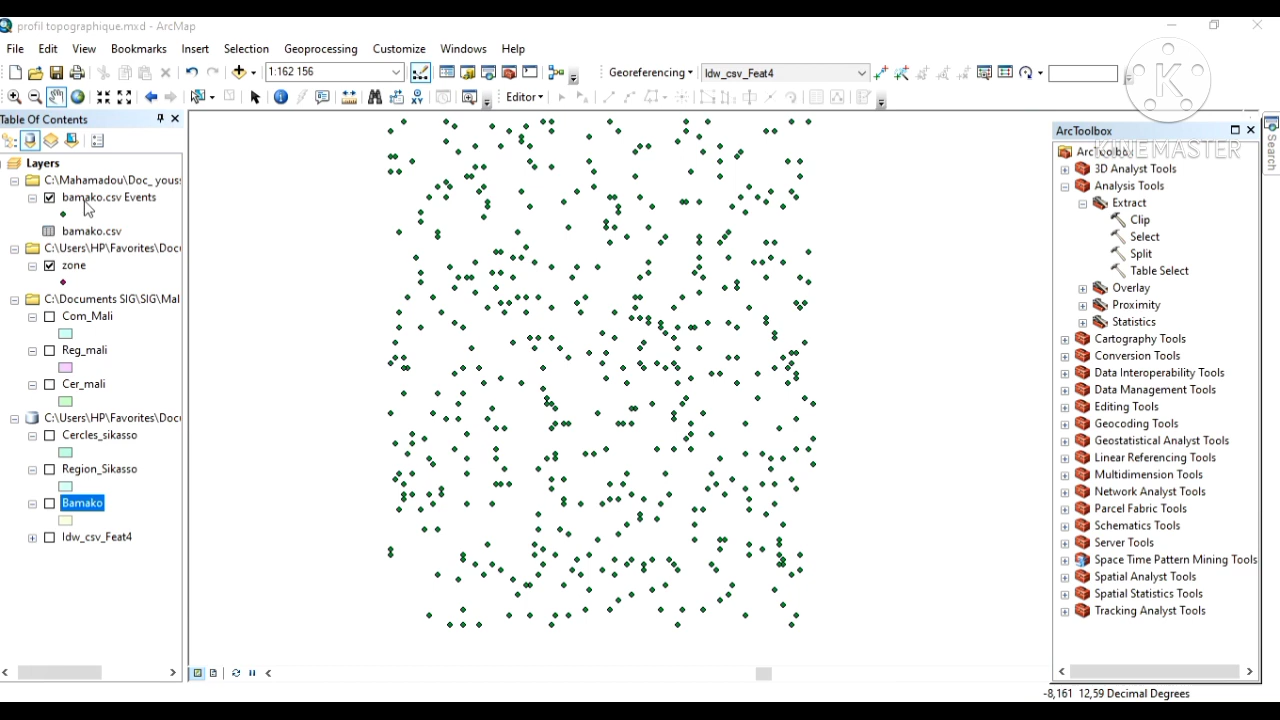 profil topographique.mxd - ArcMap
File Edit View Bookmarks Insert Selection Geoprocessing Customize Windows Help
1:162 156
Georeferencing
Idw_csv_Feat4
Editor
K
KINEMASTER
Table Of Contents
Layers
C:\Mahamadou\Doc_ youss
bamako.csv Events
bamako.csv
C:\Users\HP\Favorites\Docu
zone
C:\Documents SIG\SIG\Mal
Com_Mali
Reg_mali
Cer_mali
C:\Users\HP\Favorites\Docu
Cercles_sikasso
Region_Sikasso
Bamako
Idw_csv_Feat4
ArcToolbox
ArcToolbox
3D Analyst Tools
Analysis Tools
Extract
Clip
Select
Split
Table Select
Overlay
Proximity
Statistics
Cartography Tools
Conversion Tools
Data Interoperability Tools
Data Management Tools
Editing Tools
Geocoding Tools
Geostatistical Analyst Tools
Linear Referencing Tools
Multidimension Tools
Network Analyst Tools
Parcel Fabric Tools
Schematics Tools
Server Tools
Space Time Pattern Mining Tools
Spatial Analyst Tools
Spatial Statistics Tools
Tracking Analyst Tools
Search
-8,161 12,59 Decimal Degrees